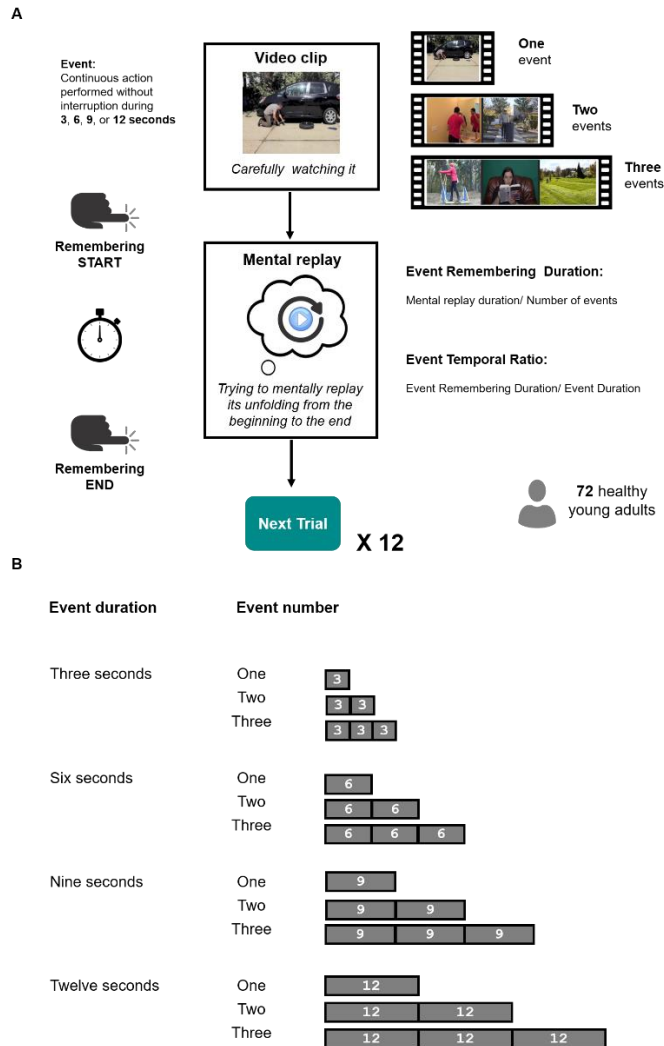 A
Event:
Continuous action
performed without
interruption during
3, 6, 9, or 12 seconds
Video clip
Carefully watching it
One
event
Two
events
Three
events
Remembering
START
Mental replay
Trying to mentally replay
its unfolding from the
beginning to the end
Event Remembering Duration:
Mental replay duration/ Number of events
Event Temporal Ratio:
Event Remembering Duration/ Event Duration
Remembering
END
Next Trial
X 12
72 healthy
young adults
B
Event duration
Event number
Three seconds
One
3
Two
3 3
Three
3 3 3
Six seconds
One
6
Two
6 6
Three
6 6 6
Nine seconds
One
9
Two
9 9
Three
9 9 9
Twelve seconds
One
12
Two
12 12
Three
12 12 12